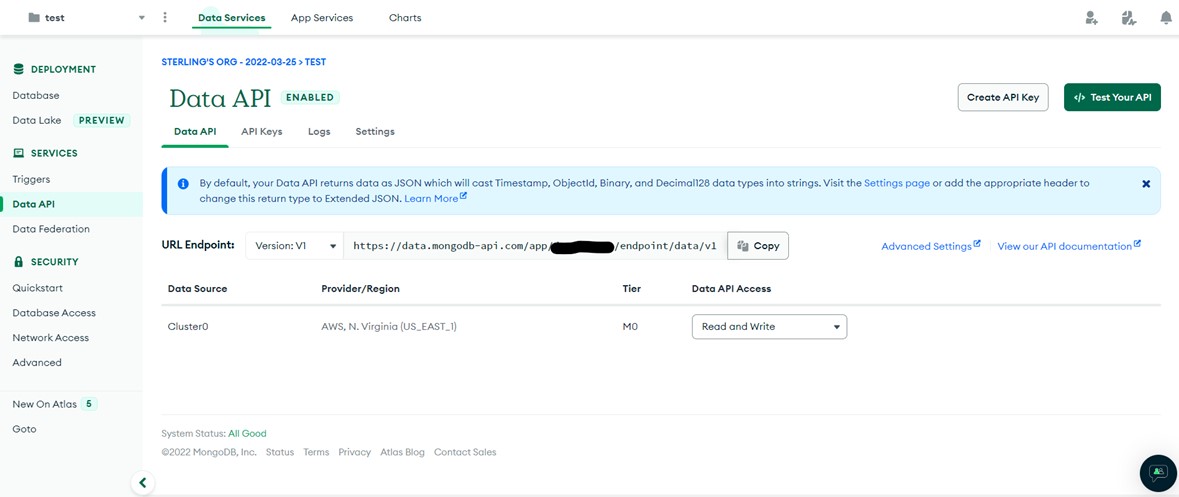 test
Data Services
App Services
Charts
DEPLOYMENT
Database
Data Lake PREVIEW
SERVICES
Triggers
Data API
Data Federation
SECURITY
Quickstart
Database Access
Network Access
Advanced
New On Atlas 5
Goto
STERLING'S ORG - 2022-03-25 > TEST
Data API ENABLED
Create API Key
</> Test Your API
Data API API Keys Logs Settings
By default, your Data API returns data as JSON which will cast Timestamp, ObjectId, Binary, and Decimal128 data types into strings. Visit the Settings page or add the appropriate header to
change this return type to Extended JSON. Learn More
URL Endpoint: Version: V1 https://data.mongodb-api.com/app/ /endpoint/data/v1 Copy
Advanced Settings View our API documentation
Data Source Provider/Region Tier Data API Access
Cluster0 AWS, N. Virginia (US_EAST_1) M0 Read and Write
System Status: All Good
©2022 MongoDB, Inc. Status Terms Privacy Atlas Blog Contact Sales